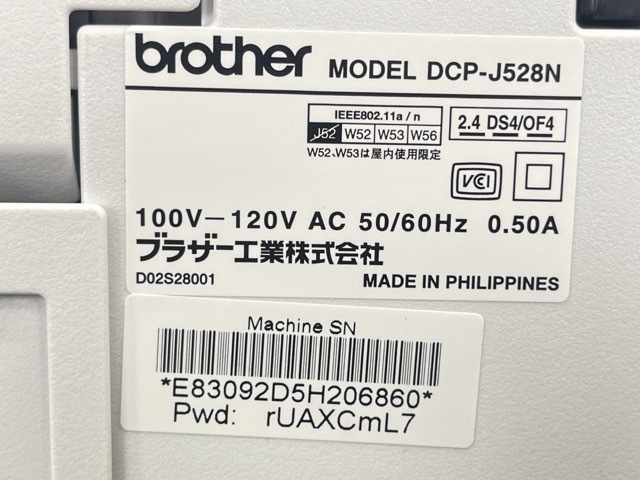 brother MODEL DCP-J528N
IEEE802.11a/n
J52 W52 W53 W56
2.4 DS4/OF4
W52、W53は屋内使用限定
VCCI
100V—120V AC 50/60Hz 0.50A
ブラザー工業株式会社
D02S28001 MADE IN PHILIPPINES
Machine SN
*E83092D5H206860*
Pwd: rUAXCmL7